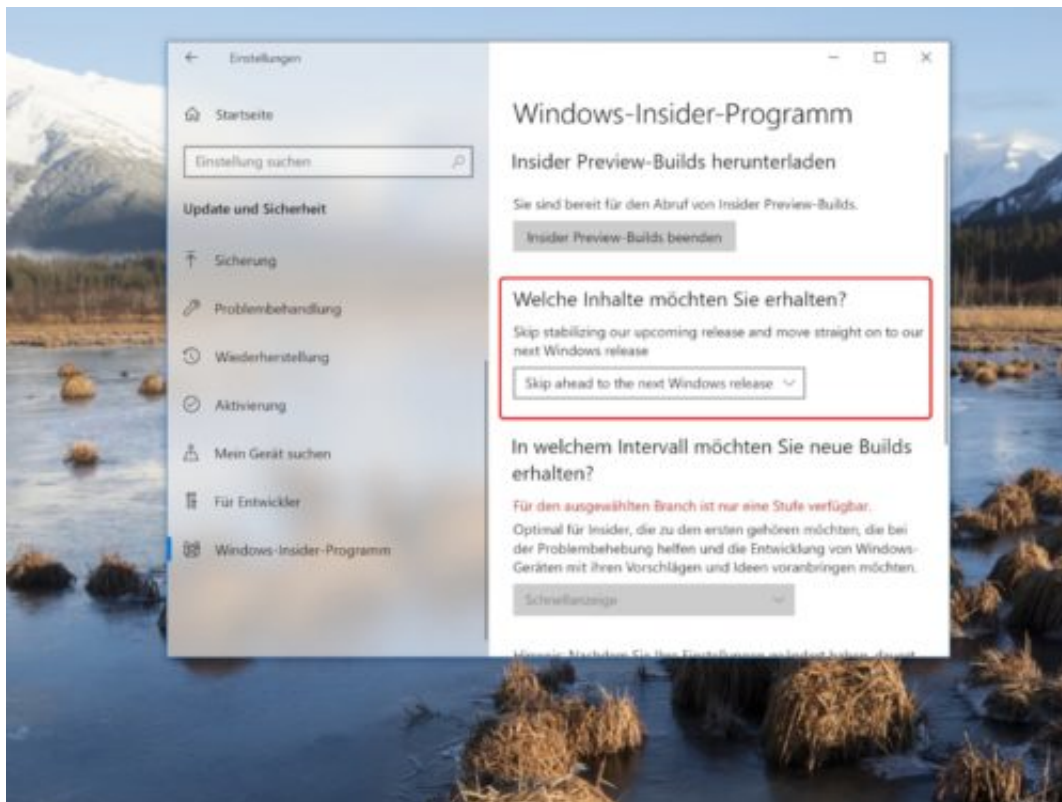 Einstellungen
Startseite
Einstellung suchen
Update und Sicherheit
Sicherung
Problembehandlung
Wiederherstellung
Aktivierung
Mein Gerät suchen
Für Entwickler
Windows-Insider-Programm
Windows-Insider-Programm
Insider Preview-Builds herunterladen
Sie sind bereit für den Abruf von Insider Preview-Builds.
Insider Preview-Builds beenden
Welche Inhalte möchten Sie erhalten?
Skip stabilizing our upcoming release and move straight on to our
next Windows release
Skip ahead to the next Windows release
In welchem Intervall möchten Sie neue Builds
erhalten?
Für den ausgewählten Branch ist nur eine Stufe verfügbar.
Optimal für Insider, die zu den ersten gehören möchten, die bei
der Problembehebung helfen und die Entwicklung von Windows-
Geräten mit ihren Vorschlägen und Ideen voranbringen möchten.
Schnellanzeige